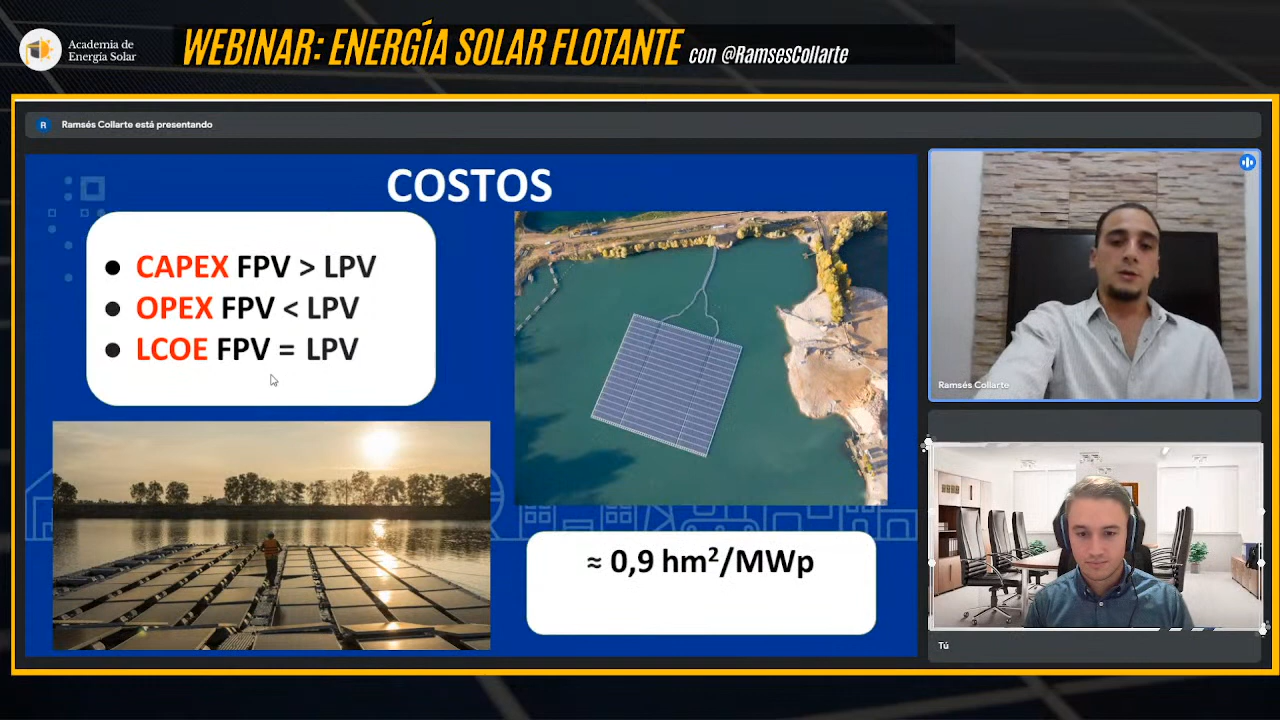 Academia de
Energía Solar
WEBINAR: ENERGÍA SOLAR FLOTANTE con @RamsesCollarte
R
Ramsés Collarte está presentando
COSTOS
● CAPEX FPV > LPV
● OPEX FPV < LPV
● LCOE FPV = LPV
≈ 0,9 hm²/MWp
Ramsés Collarte
Tú